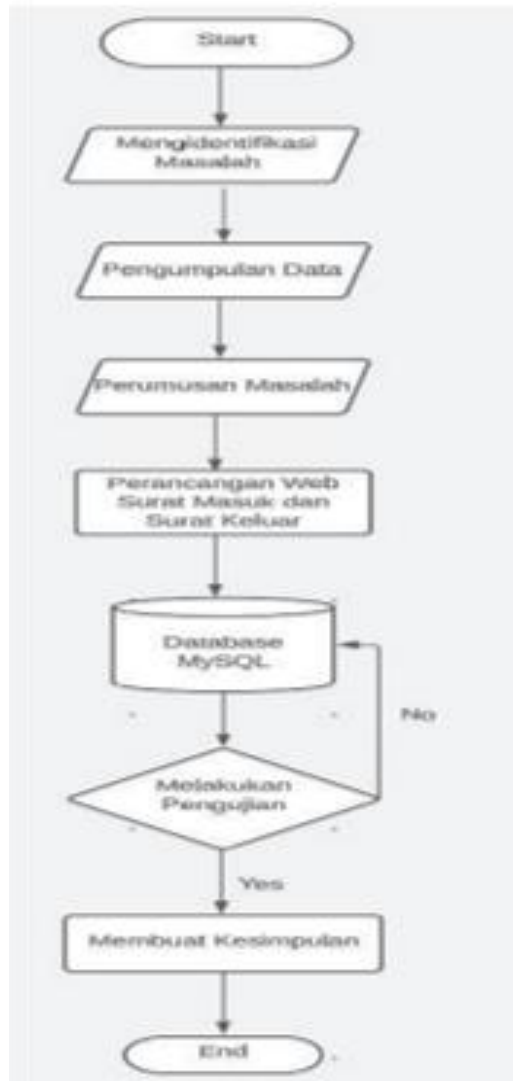 Start
Mengidentifikasi
Masalah
Pengumpulan Data
Perumusan Masalah
Perancangan Web
Surat Masuk dan
Surat Keluar
Database
MySQL
No
Melakukan
Pengujian
Yes
Membuat Kesimpulan
End